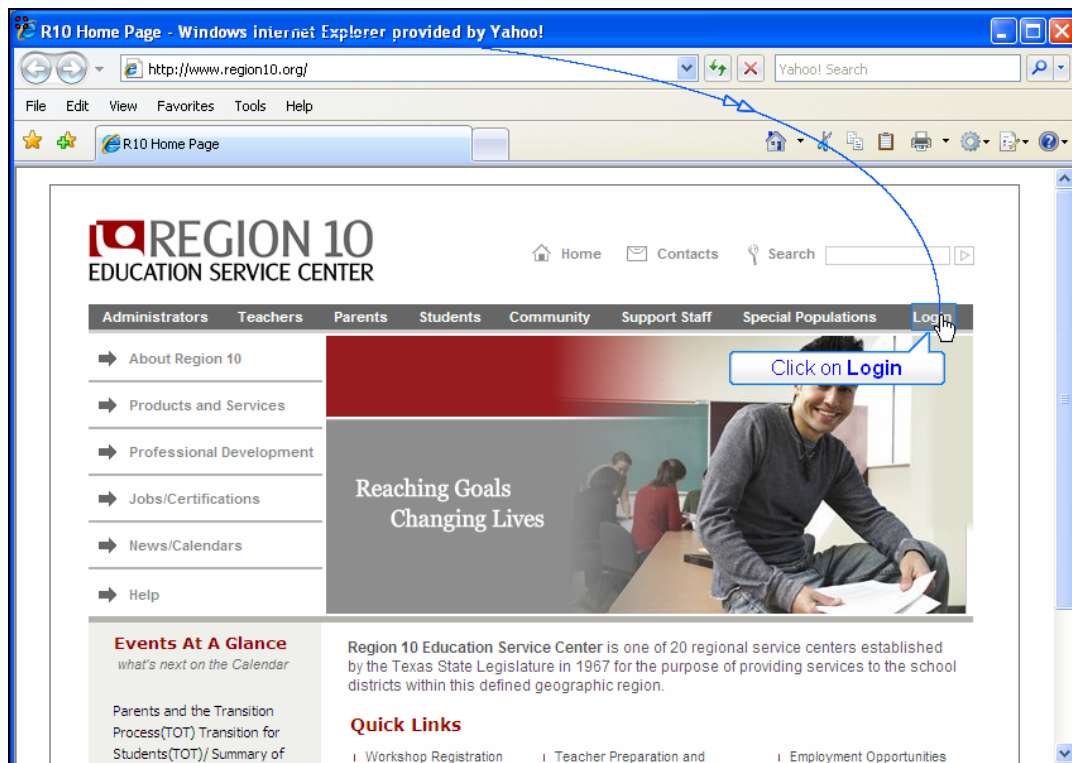 R10 Home Page - Windows internet Explorer provided by Yahoo!
http://www.region10.org/
Yahoo! Search
File Edit View Favorites Tools Help
R10 Home Page
REGION 10
EDUCATION SERVICE CENTER
Home Contacts Search
Administrators Teachers Parents Students Community Support Staff Special Populations Login
Click on Login
About Region 10
Products and Services
Professional Development
Jobs/Certifications
News/Calendars
Help
Reaching Goals
Changing Lives
Events At A Glance
what's next on the Calendar
Parents and the Transition
Process(TOT) Transition for
Students(TOT)/ Summary of
Region 10 Education Service Center is one of 20 regional service centers established
by the Texas State Legislature in 1967 for the purpose of providing services to the school
districts within this defined geographic region.
Quick Links
Workshop Registration
Teacher Preparation and
Employment Opportunities